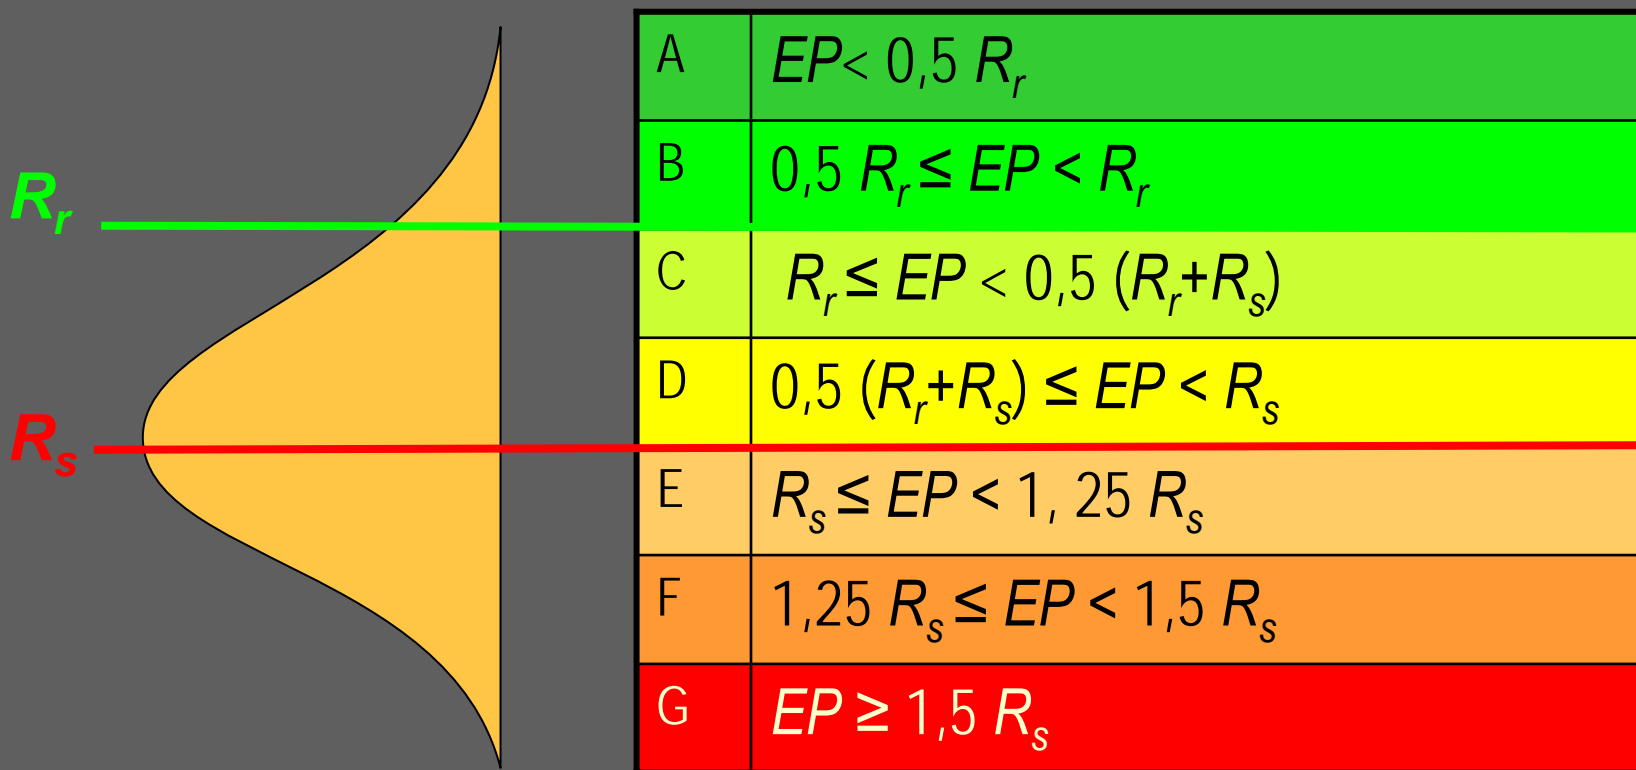 A EP< 0,5 Rr
B 0,5 Rr ≤ EP < Rr
Rr
C Rr ≤ EP < 0,5 (Rr+Rs)
D 0,5 (Rr+Rs) ≤ EP < Rs
Rs
E Rs ≤ EP < 1, 25 Rs
F 1,25 Rs ≤ EP < 1,5 Rs
G EP ≥ 1,5 Rs